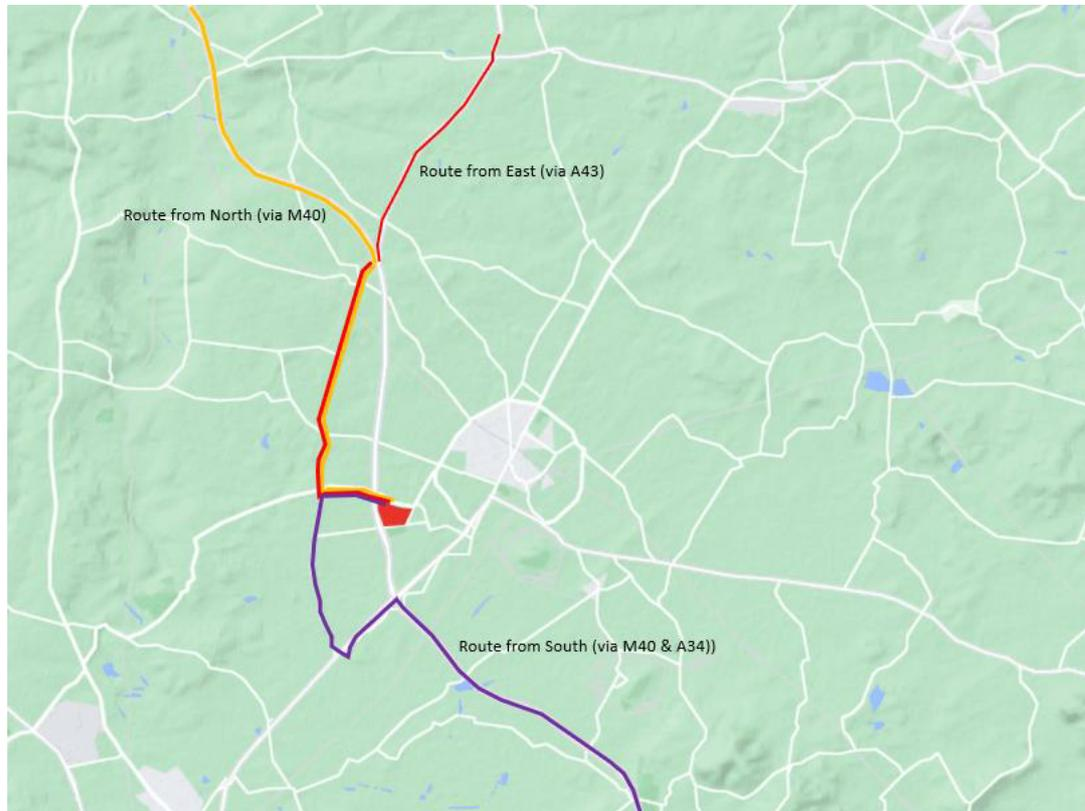 Route from East (via A43)
Route from North (via M40)
Route from South (via M40 & A34))